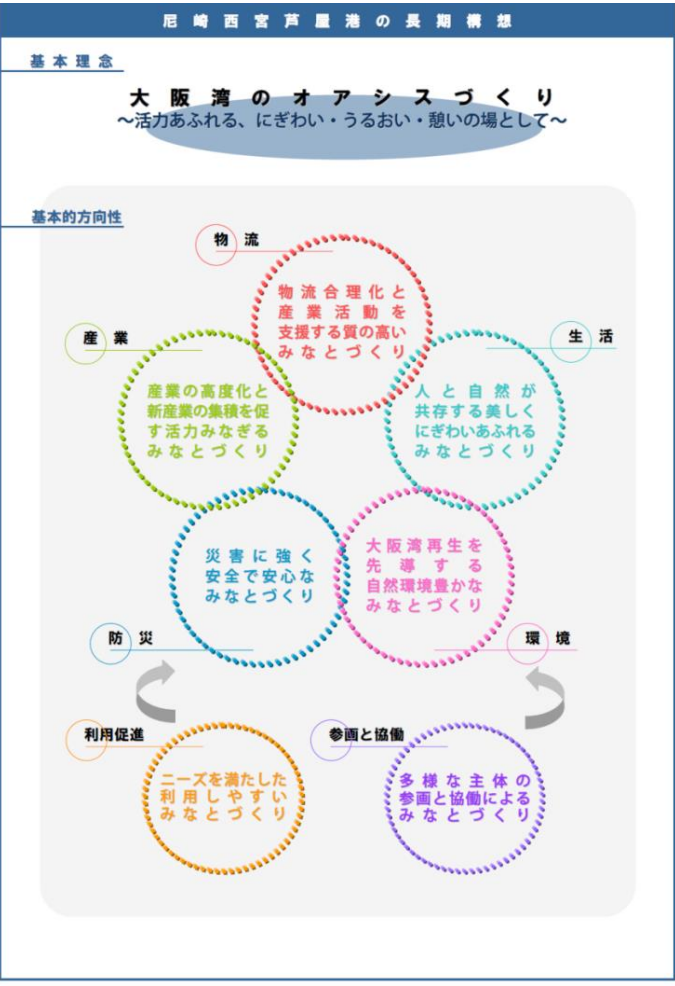 尼崎西宮芦屋港の長期構想
基本理念
大阪湾のオアシスづくり
～活力あふれる、にぎわい・うるおい・憩いの場として～
基本的方向性
物流
物流合理化と
産業活動を
支援する質の高い
みなとづくり
産業
産業の高度化と
新産業の集積を促
す活力みなぎる
みなとづくり
生活
人と自然が
共存する美しく
にぎわいあふれる
みなとづくり
災害に強く
安全で安心な
みなとづくり
防災
大阪湾再生を
先導する
自然環境豊かな
みなとづくり
環境
利用促進
ニーズを満たした
利用しやすい
みなとづくり
参画と協働
多様な主体の
参画と協働による
みなとづくり